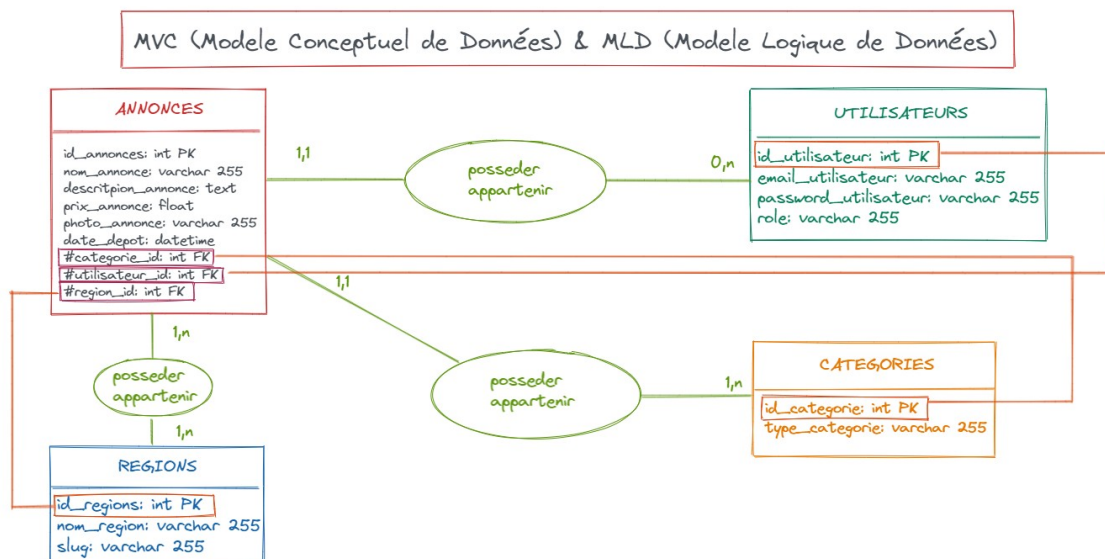 MVC (Modele Conceptuel de Données) & MLD (Modele Logique de Données)
ANNONCES
id_annonces: int PK
nom_annonce: varchar 255
descritpion_annonce: text
prix_annonce: float
photo_annonce: varchar 255
date_depot: datetime
#categorie_id: int FK
#utilisateur_id: int FK
#region_id: int FK
1,1
posseder
appartenir
0,n
UTILISATEURS
id_utilisateur: int PK
email_utilisateur: varchar 255
password_utilisateur: varchar 255
role: varchar 255
1,1
posseder
appartenir
1,n
CATEGORIES
id_categorie: int PK
type_categorie: varchar 255
1,n
posseder
appartenir
1,n
REGIONS
id_regions: int PK
nom_region: varchar 255
slug: varchar 255